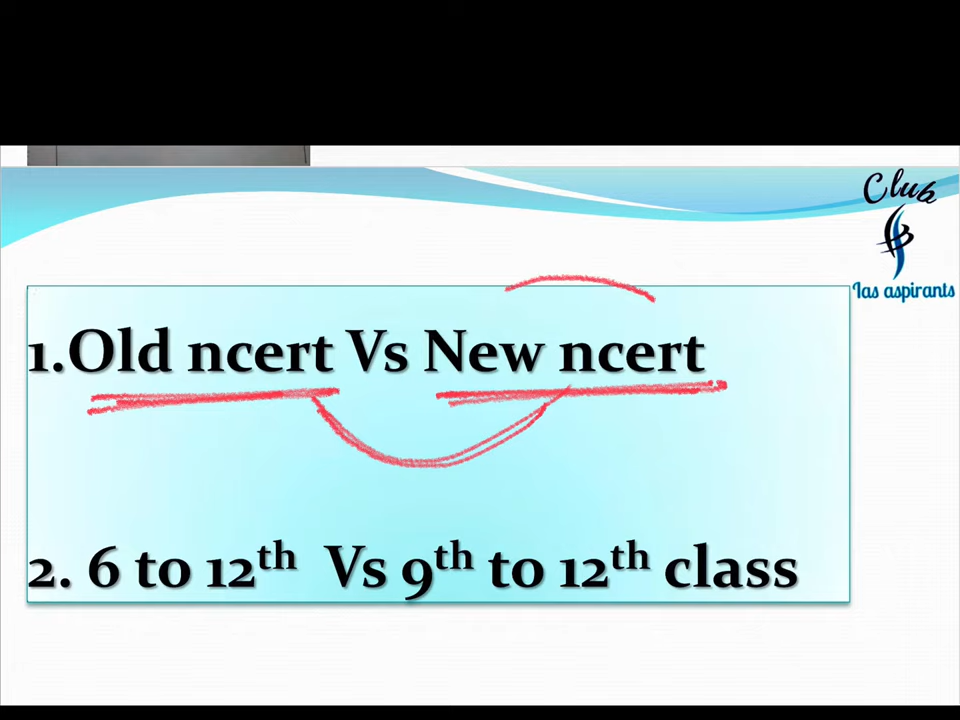 Club
Ias aspirants
1.Old ncert Vs New ncert
2. 6 to 12th Vs 9th to 12th class